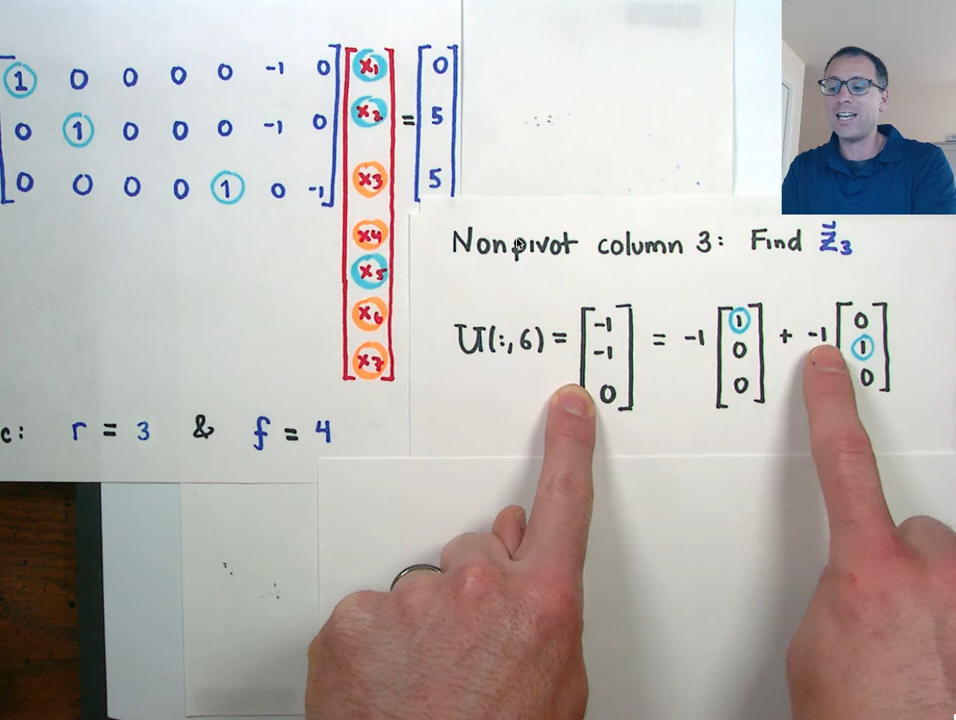 1 0 0 0 0 -1 0 x1 0
0 1 0 0 0 -1 0 x2 = 5
0 0 0 0 1 0 -1 x3 5
x4
x5
x6
x7
c: r = 3 & f = 4
Nonpivot column 3: Find z3
U(:,6) = -1 = -1 1 + -1 0
-1 0 1
0 0 0